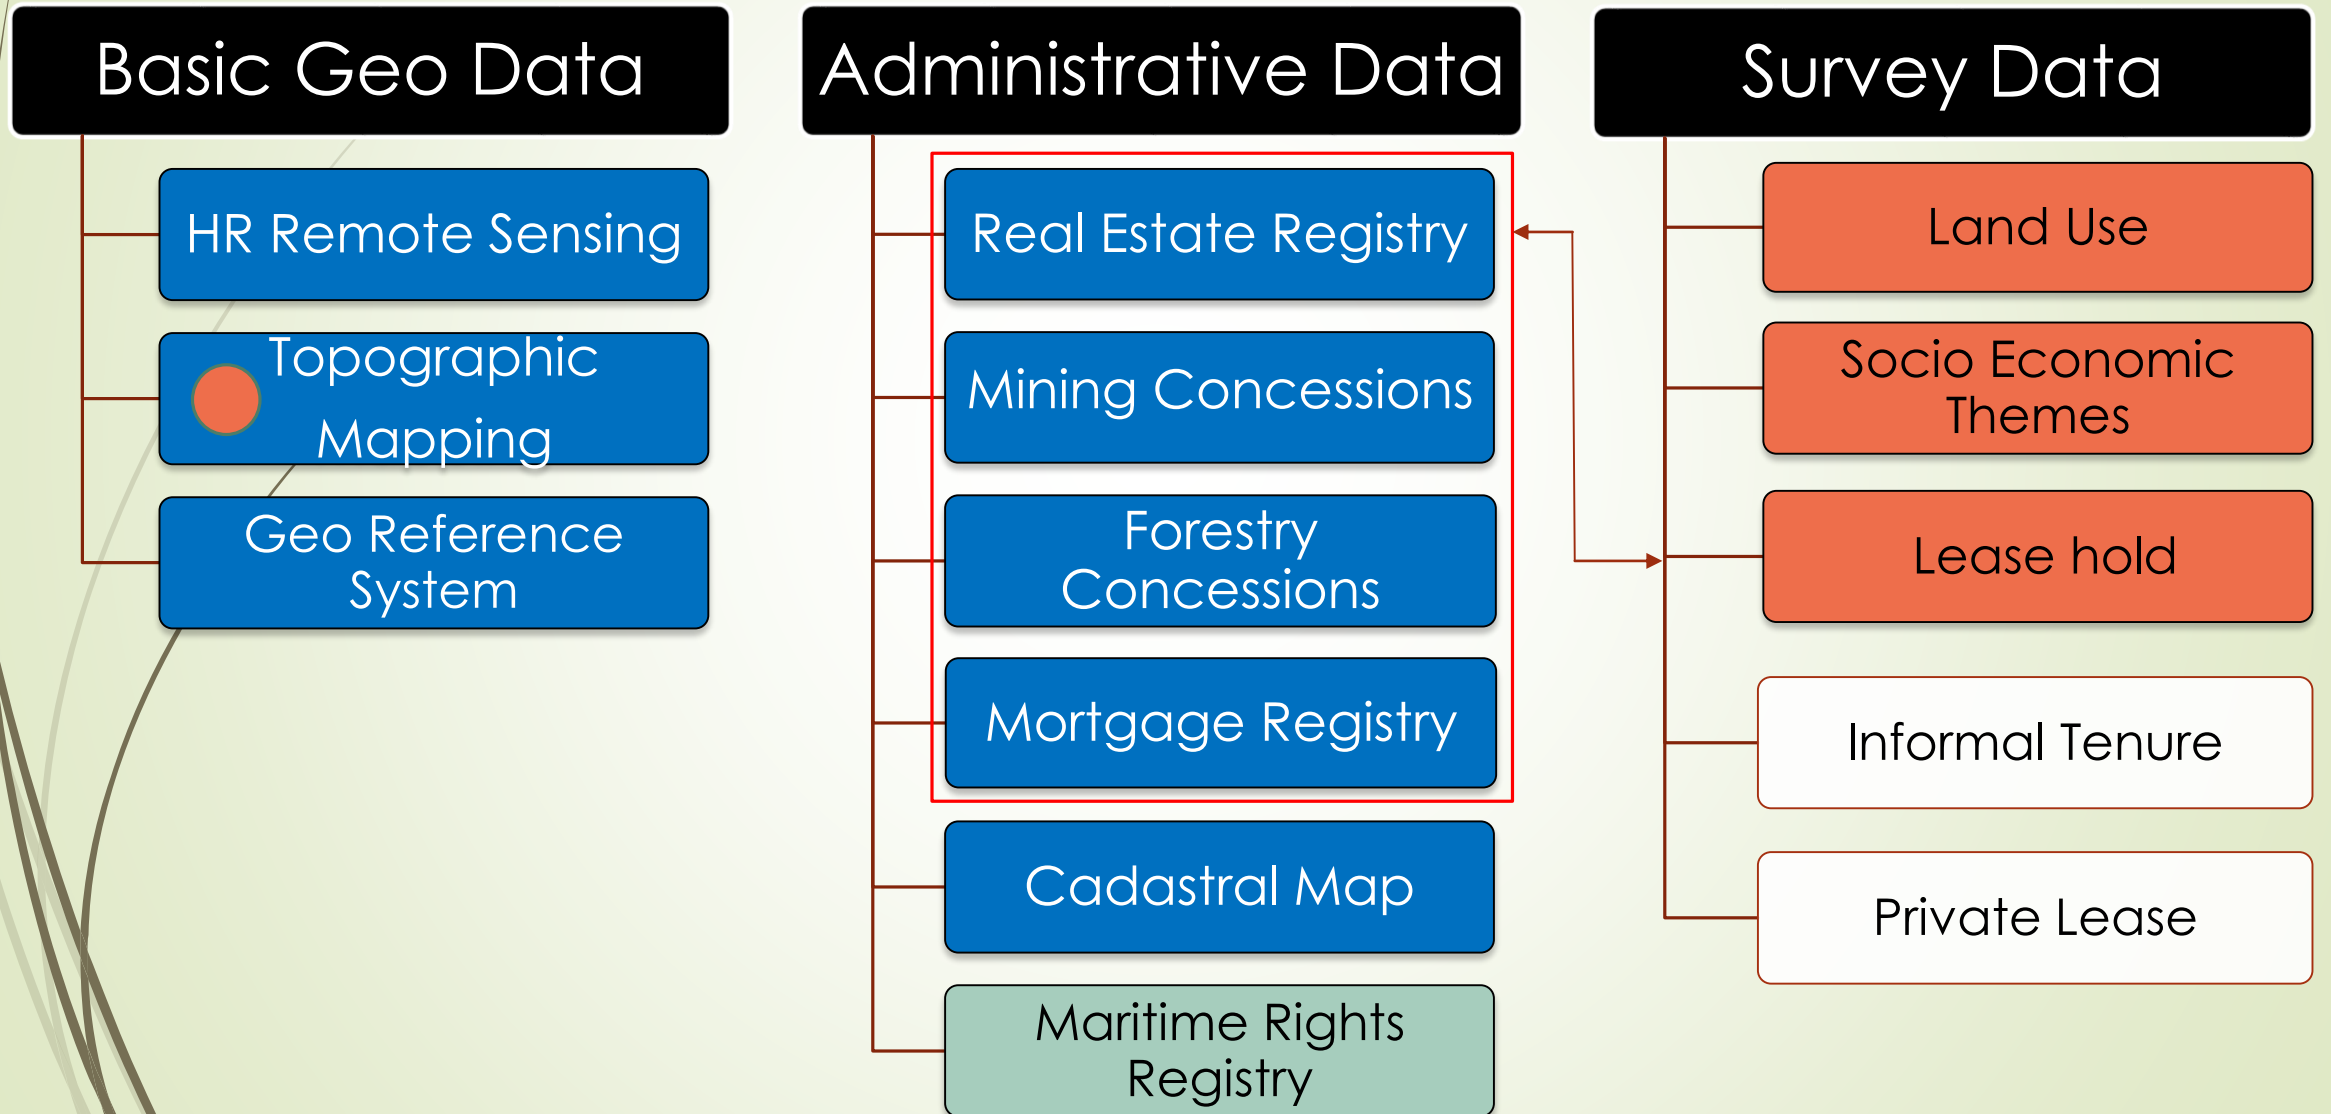 Basic Geo Data
HR Remote Sensing
Topographic
Mapping
Geo Reference
System
Administrative Data
Real Estate Registry
Mining Concessions
Forestry
Concessions
Mortgage Registry
Cadastral Map
Maritime Rights
Registry
Survey Data
Land Use
Socio Economic
Themes
Lease hold
Informal Tenure
Private Lease